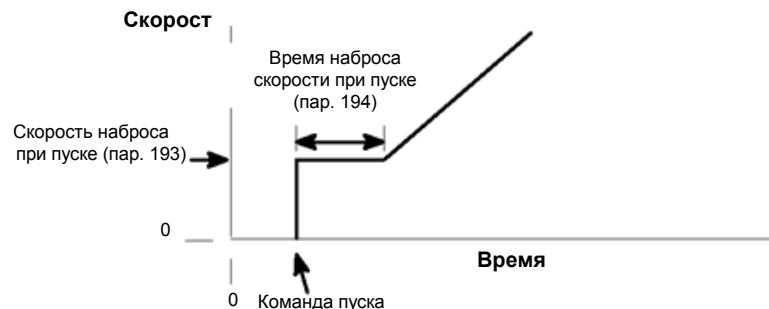 Скорост
Время наброса
скорости при пуске
(пар. 194)
Скорость наброса
при пуске (пар. 193)
0
Время
0
Команда пуска